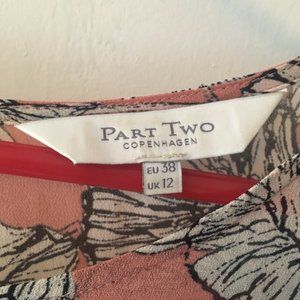 PART TWO
COPENHAGEN
EU 38
UK 12